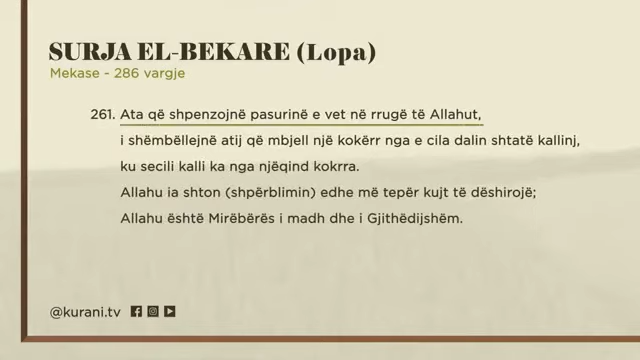 SURJA EL-BEKARE (Lopa)
Mekase - 286 vargje
261. Ata që shpenzojnë pasurinë e vet në rrugë të Allahut,
i shëmbëllejnë atij që mbjell një kokërr nga e cila dalin shtatë kallinj,
ku secili kalli ka nga njëqind kokrra.
Allahu ia shton (shpërblimin) edhe më tepër kujt të dëshirojë;
Allahu është Mirëbërës i madh dhe i Gjithëdijshëm.
@kurani.tv